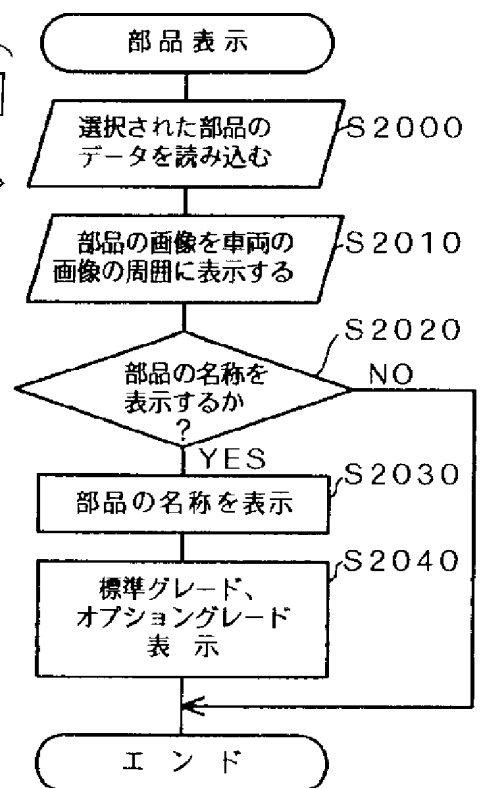 部品表示
選択された部品の
データを読み込む
S2000
部品の画像を車両の
画像の周囲に表示する
S2010
S2020
部品の名称を
表示するか
?
NO
YES
部品の名称を表示
S2030
S2040
標準グレード、
オプショングレード
表 示
エ ン ド